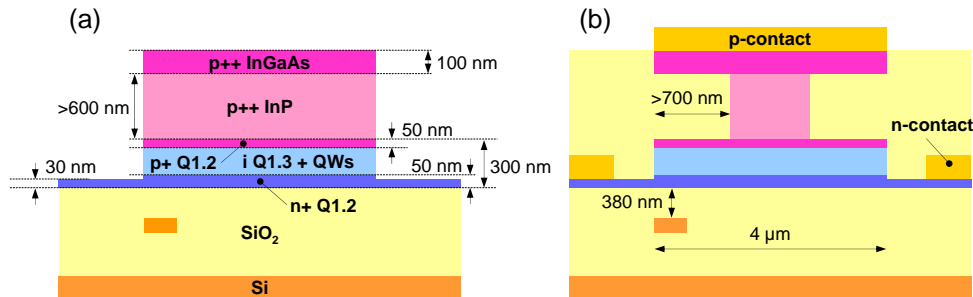 (a)
p++ InGaAs
100 nm
>600 nm
p++ InP
50 nm
p+ Q1.2
i Q1.3 + QWs
300 nm
30 nm
50 nm
n+ Q1.2
SiO2
Si
(b)
p-contact
>700 nm
n-contact
380 nm
4 μm